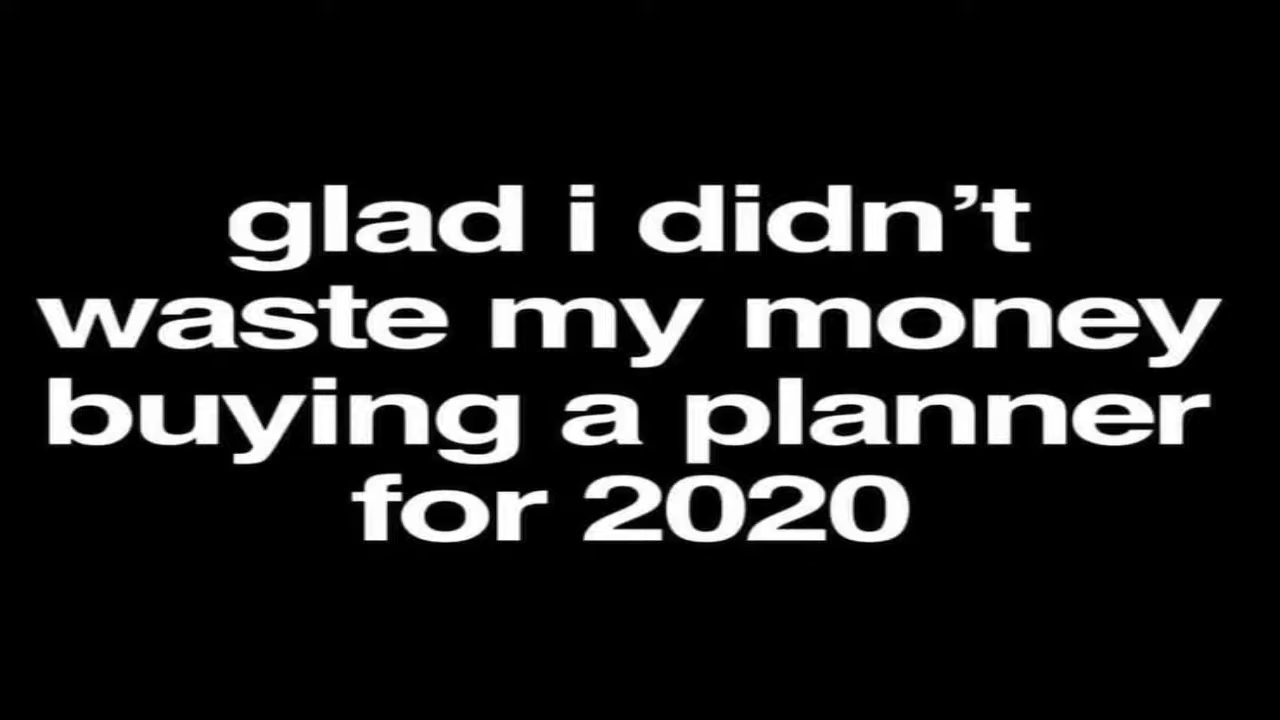 glad i didn’t
waste my money
buying a planner
for 2020